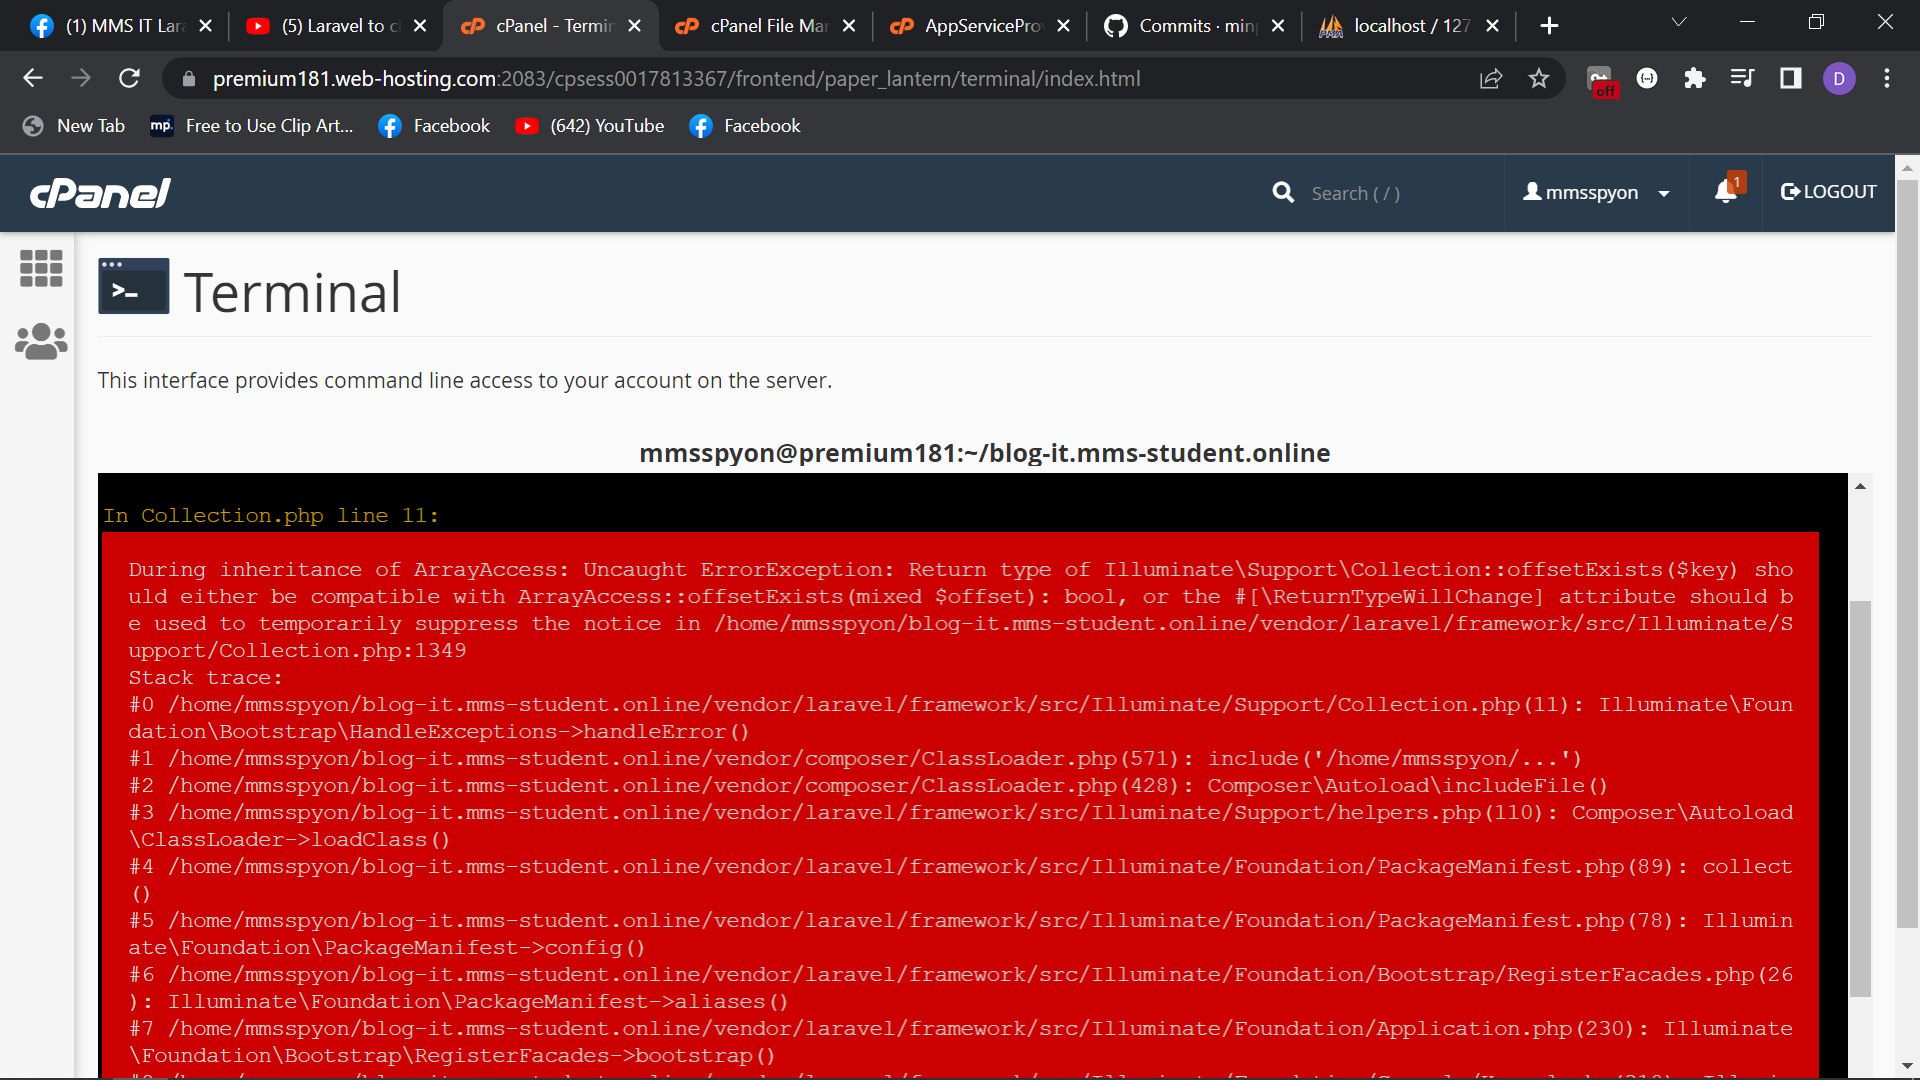 (1) MMS IT Lar
(5) Laravel to c
cPanel - Termin
cPanel File Mar
AppServicePro
Commits · min
localhost / 127
premium181.web-hosting.com:2083/cpsess0017813367/frontend/paper_lantern/terminal/index.html
off
D
New Tab
mp.
Free to Use Clip Art...
Facebook
(642) YouTube
Facebook
cPanel
Search ( / )
mmsspyon
1
LOGOUT
>_
Terminal
This interface provides command line access to your account on the server.
mmsspyon@premium181:~/blog-it.mms-student.online
In Collection.php line 11:
During inheritance of ArrayAccess: Uncaught ErrorException: Return type of Illuminate\Support\Collection::offsetExists($key) sho
uld either be compatible with ArrayAccess::offsetExists(mixed $offset): bool, or the #[\ReturnTypeWillChange] attribute should b
e used to temporarily suppress the notice in /home/mmsspyon/blog-it.mms-student.online/vendor/laravel/framework/src/Illuminate/S
upport/Collection.php:1349
Stack trace:
#0 /home/mmsspyon/blog-it.mms-student.online/vendor/laravel/framework/src/Illuminate/Support/Collection.php(11): Illuminate\Foun
dation\Bootstrap\HandleExceptions->handleError()
#1 /home/mmsspyon/blog-it.mms-student.online/vendor/composer/ClassLoader.php(571): include('/home/mmsspyon/...')
#2 /home/mmsspyon/blog-it.mms-student.online/vendor/composer/ClassLoader.php(428): Composer\Autoload\includeFile()
#3 /home/mmsspyon/blog-it.mms-student.online/vendor/laravel/framework/src/Illuminate/Support/helpers.php(110): Composer\Autoload
\ClassLoader->loadClass()
#4 /home/mmsspyon/blog-it.mms-student.online/vendor/laravel/framework/src/Illuminate/Foundation/PackageManifest.php(89): collect
()
#5 /home/mmsspyon/blog-it.mms-student.online/vendor/laravel/framework/src/Illuminate/Foundation/PackageManifest.php(78): Illumin
ate\Foundation\PackageManifest->config()
#6 /home/mmsspyon/blog-it.mms-student.online/vendor/laravel/framework/src/Illuminate/Foundation/Bootstrap/RegisterFacades.php(26
): Illuminate\Foundation\PackageManifest->aliases()
#7 /home/mmsspyon/blog-it.mms-student.online/vendor/laravel/framework/src/Illuminate/Foundation/Application.php(230): Illuminate
\Foundation\Bootstrap\RegisterFacades->bootstrap()